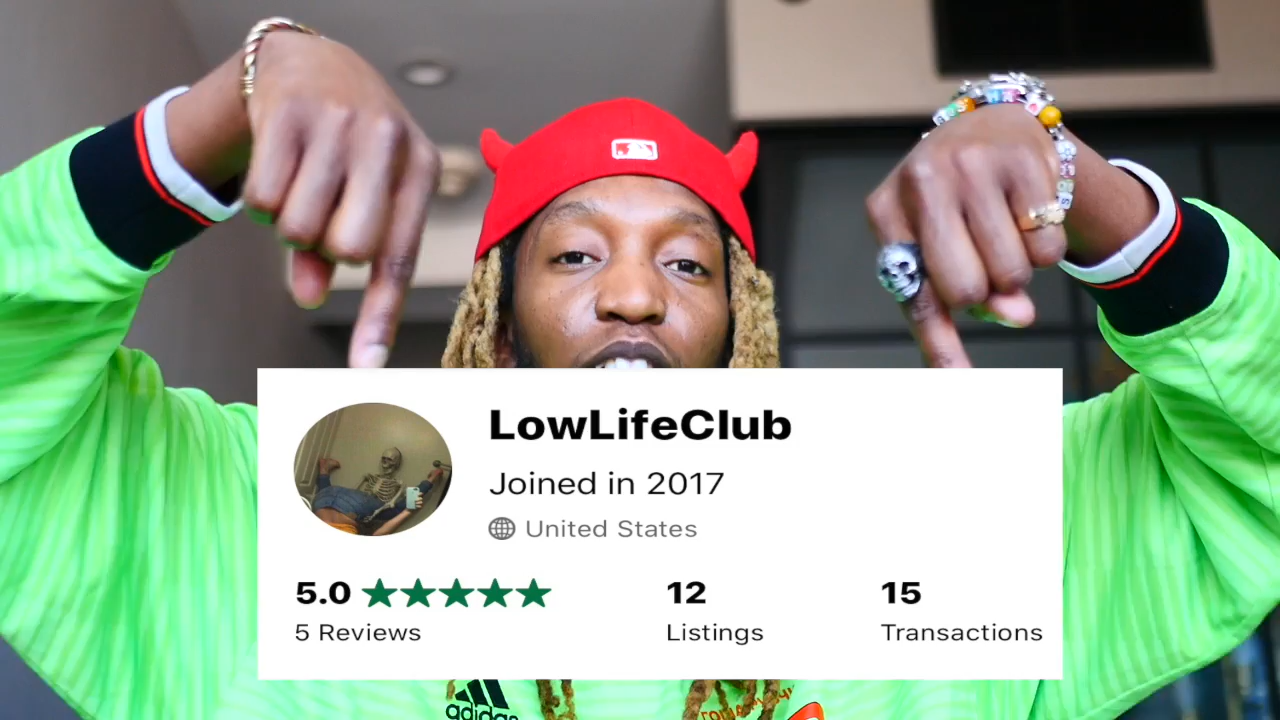 LowLifeClub
Joined in 2017
United States
5.0
12
15
5 Reviews
Listings
Transactions
adidas